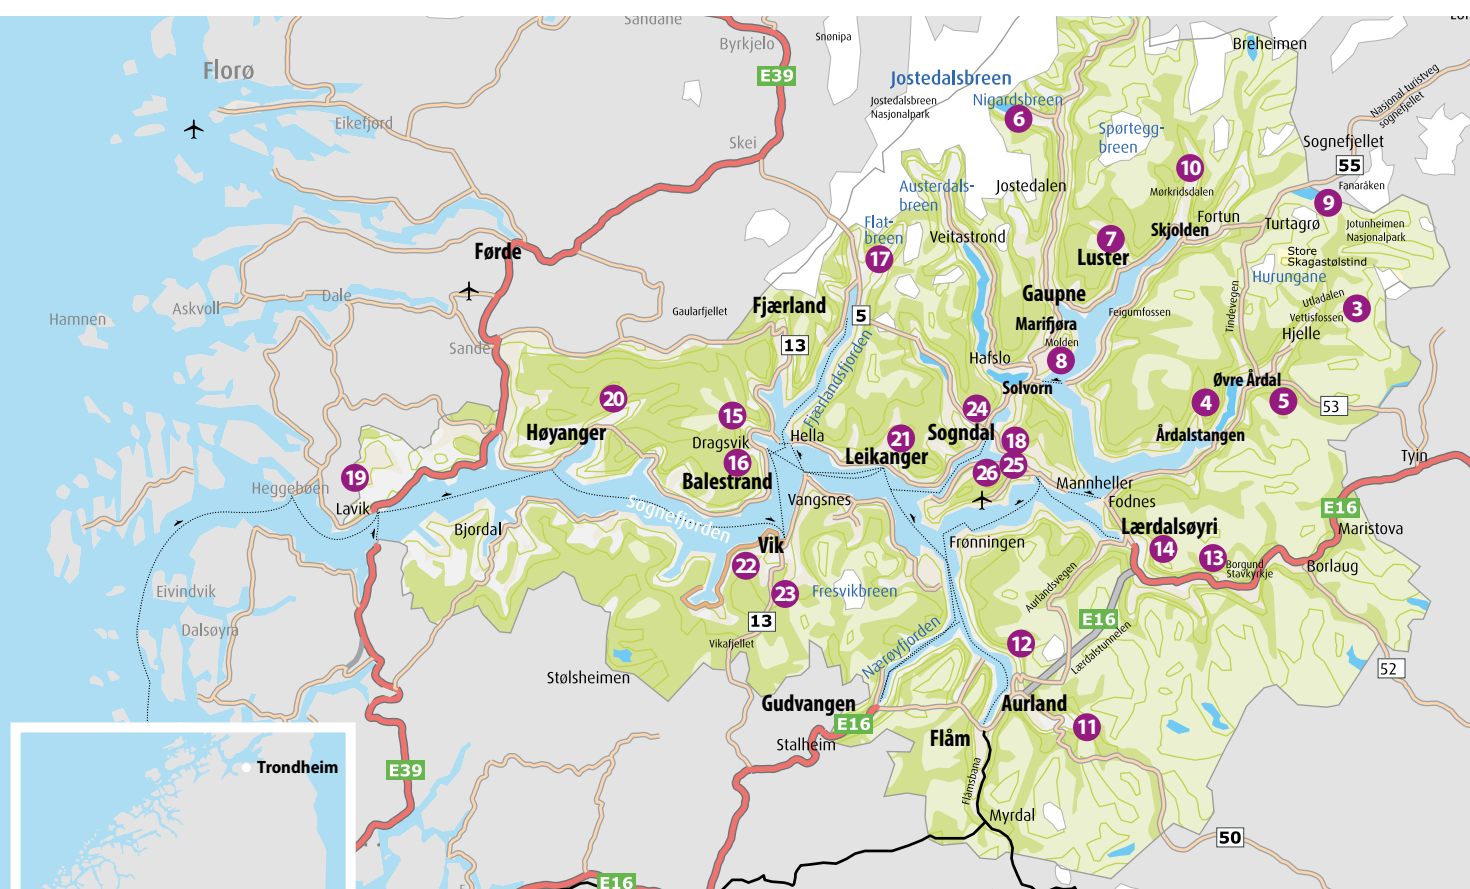 Sandane
Byrkjelo
Snønipa
Breheimen
Florø
E39
Jostedalsbreen
Nigardsbreen
Jostedalsbreen
Nasjonalpark
Nasjonal turistveg
sognefjellet
6
Eikefjord
Spørtegg-
breen
Skei
Sognefjellet
55
10
Austerdals-
breen
Jostedalen
Mørkridsdalen
Fanaråken
9
Flat-
breen
Fortun
Turtagrø
Jotunheimen
Nasjonalpark
Veitastrond
7
Skjolden
Førde
17
Luster
Store
Skagastølstind
Hurungane
Dale
Gaupne
Utladalen
3
Askvoll
Hamnen
Fjærland
Gaularfjellet
5
Marifjøra
Feigumfossen
Tindevegen
Vettisfossen
Hjelle
Sande
13
Molden
8
Hafslo
Fjærlandsfjorden
Solvorn
Øvre Årdal
20
15
24
4
5
53
Høyanger
Dragsvik
Hella
21
Sogndal
18
Årdalstangen
16
Leikanger
25
26
Tyin
19
Balestrand
Heggebøen
Mannheller
Lavik
Vangsnes
Fodnes
E16
Sognefjorden
Bjordal
Lærdalsøyri
Maristova
Vik
Frønningen
14
13
Borgund
Stavkyrkje
Borlaug
22
Eivindvik
23
Fresvikbreen
Aurlandsvegen
13
E16
Dalsøyra
Vikafjellet
Nærøyfjorden
12
Lærdalstunnelen
52
Stølsheimen
Gudvangen
Aurland
E16
11
Stalheim
Flåm
Trondheim
E39
Flåmsbana
Myrdal
50
E16